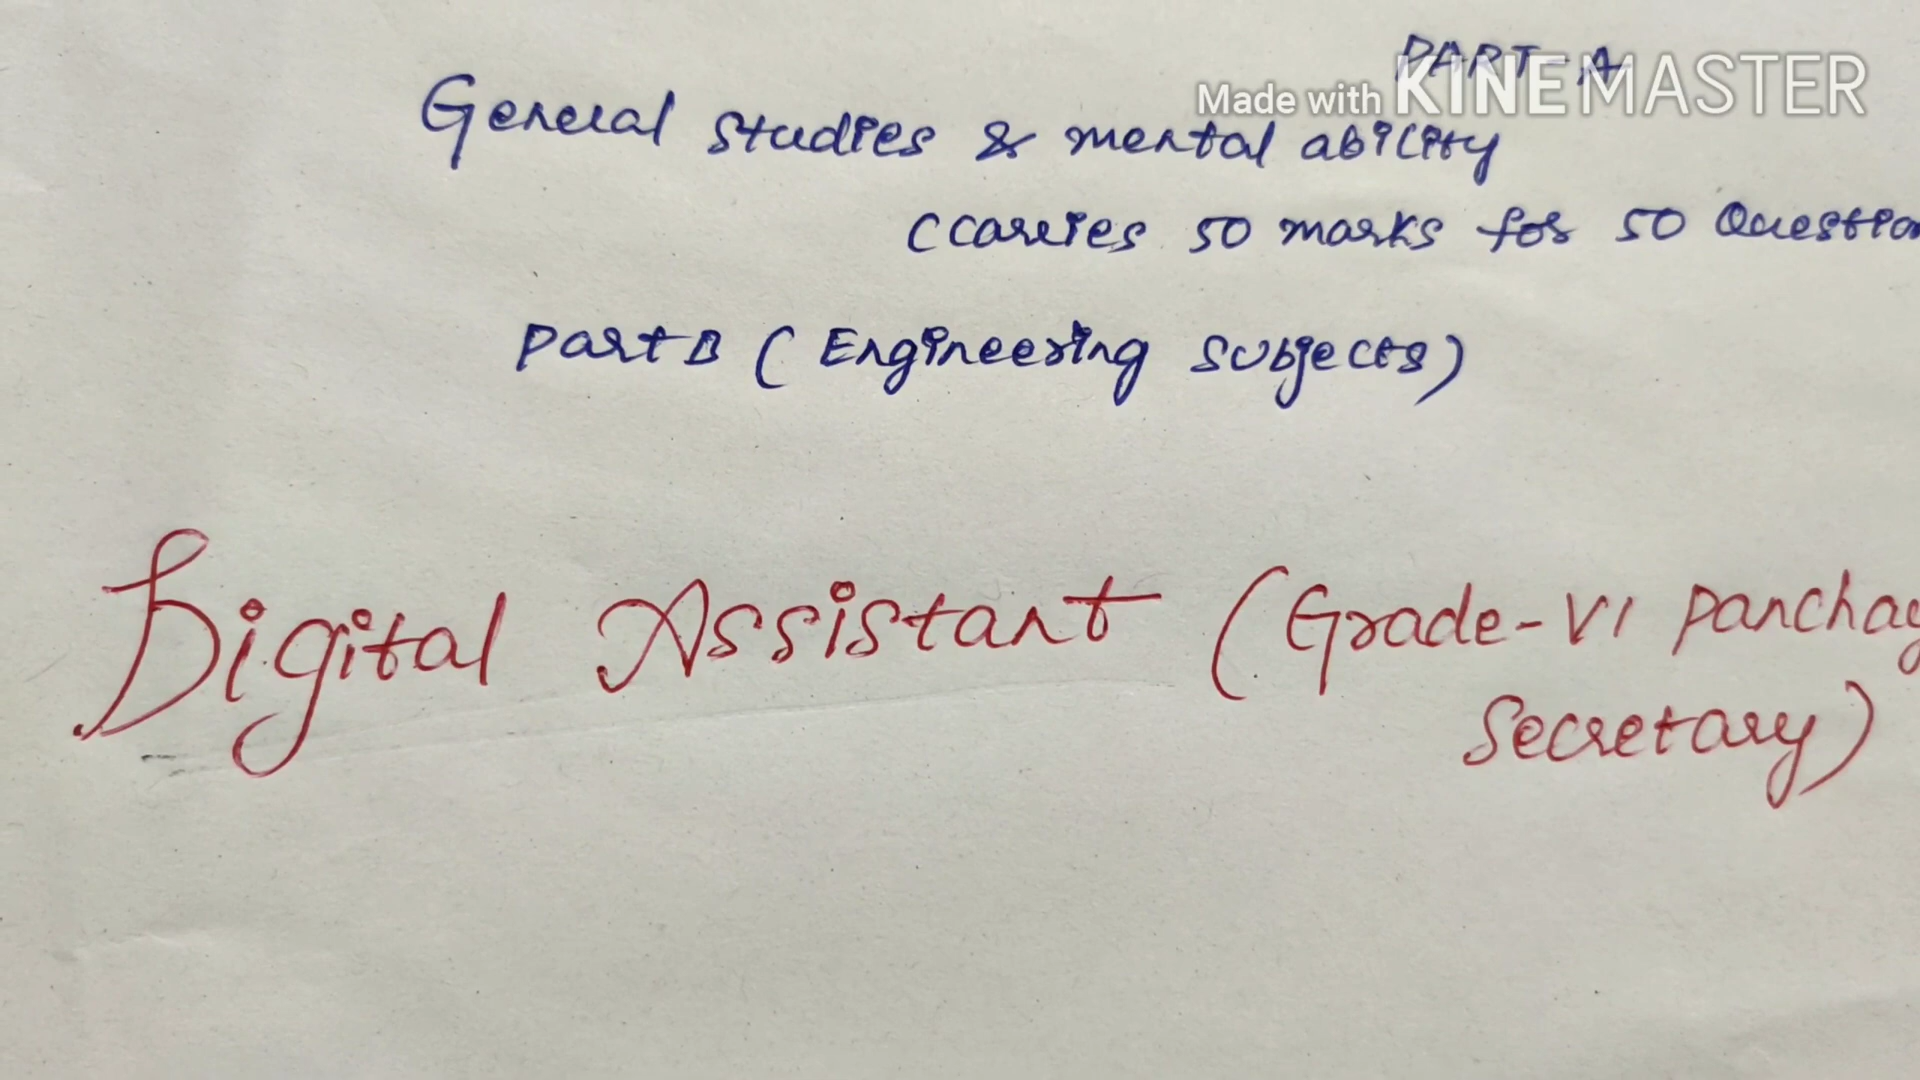 PART-A
Made with KINEMASTER
General studies & mental ability
(Carries 50 marks for 50 Question
Part B (Engineering subjects)
Digital Assistant (Grade-VI Panchay
Secretary)